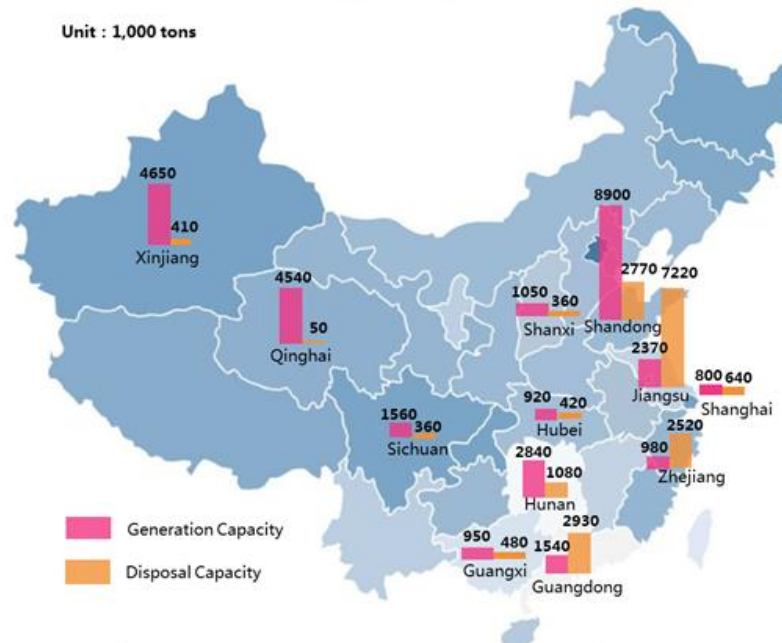 Unit : 1,000 tons
4650
410
Xinjiang
4540
50
Qinghai
8900
2770
Shandong
1050
360
Shanxi
7220
2370
Jiangsu
800
640
Shanghai
920
420
Hubei
1560
360
Sichuan
2520
980
Zhejiang
2840
1080
Hunan
950
480
Guangxi
2930
1540
Guangdong
Generation Capacity
Disposal Capacity